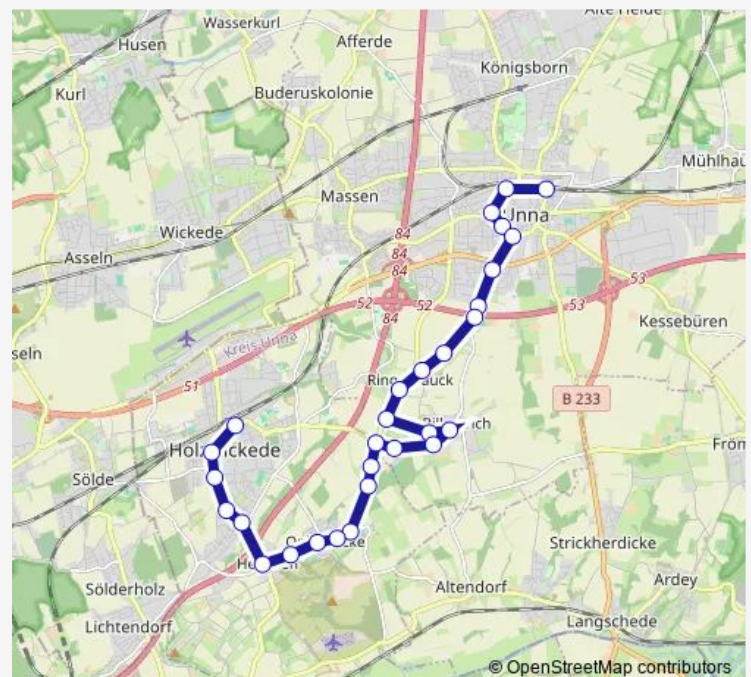 Alte Heide
Wasserkurl
Husen
Afferde
Königsborn
Kurl
Buderuskolonie
Mühlhau
Massen
Unna
Wickede
84
Asseln
84
84
53
52
52
53
84
Kessebüren
seln
Kreis Unna
51
B 233
Holzwickede
Fröm
Sölde
Strickherdicke
Ardey
Sölderholz
Altendorf
Langschede
Lichtendorf
© OpenStreetMap contributors